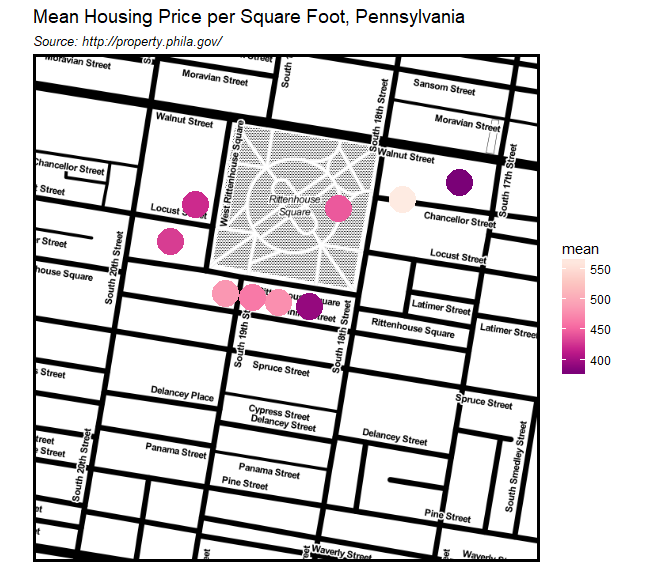 Mean Housing Price per Square Foot, Pennsylvania
Source: http://property.phila.gov/
Moravian Street
Moravian Street
South 1
Sansom Street
Moravian Street
South 18th Street
Walnut Street
Walnut Street
West Rittenhouse Square
South 17th Street
Chancellor Street
t Street
Locust
Rittenhouse
Square
Chancellor Street
r Street
Locust Street
house Square
South 20th Street
Latimer Street
Latimer Street
Rittenhouse Square
South 19th Street
South 18th Street
Spruce Street
s Street
Delancey Place
Spruce Street
Cypress Street
Delancey Street
Delancey Street
treet
e Street
Panama Street
Panama Street
Pine Street
South 20th Street
South Smedley Street
Pine Street
Waverly Street
Waverly
mean
550
500
450
400